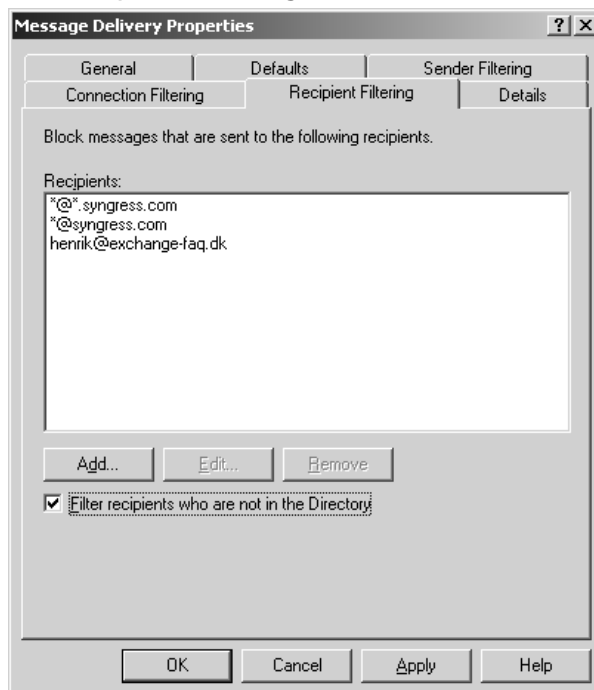 Message Delivery Properties
General Defaults Sender Filtering
Connection Filtering Recipient Filtering Details
Block messages that are sent to the following recipients.
Recipients:
*@*.syngress.com
*@syngress.com
henrik@exchange-faq.dk
Add... Edit... Remove
Filter recipients who are not in the Directory
OK Cancel Apply Help